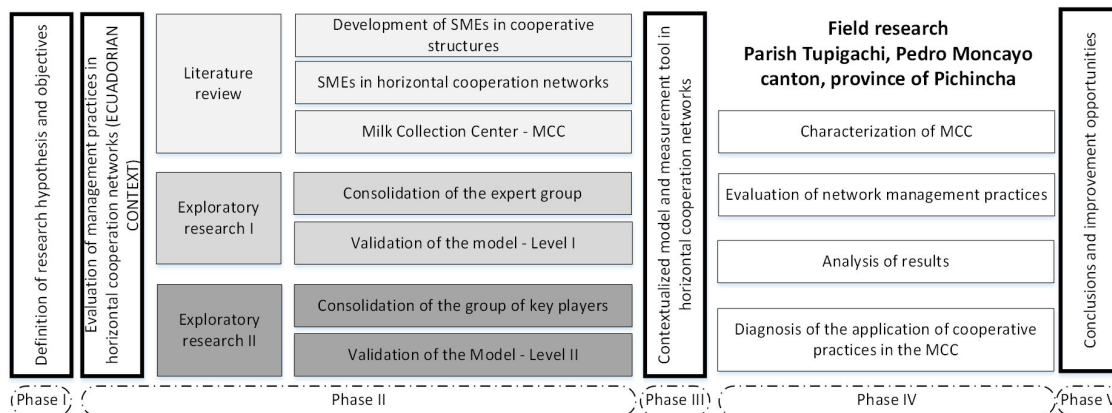 Definition of research hypothesis and objectives
Evaluation of management practices in
horizontal cooperation networks (ECUADORIAN
CONTEXT)
Literature
review
Development of SMEs in cooperative
structures
SMEs in horizontal cooperation networks
Milk Collection Center - MCC
Exploratory
research I
Consolidation of the expert group
Validation of the model - Level I
Exploratory
research II
Consolidation of the group of key players
Validation of the Model - Level II
Contextualized model and measurement tool in
horizontal cooperation networks
Field research
Parish Tupigachi, Pedro Moncayo
canton, province of Pichincha
Characterization of MCC
Evaluation of network management practices
Analysis of results
Diagnosis of the application of cooperative
practices in the MCC
Conclusions and improvement opportunities
Phase I
Phase II
Phase III
Phase IV
Phase V